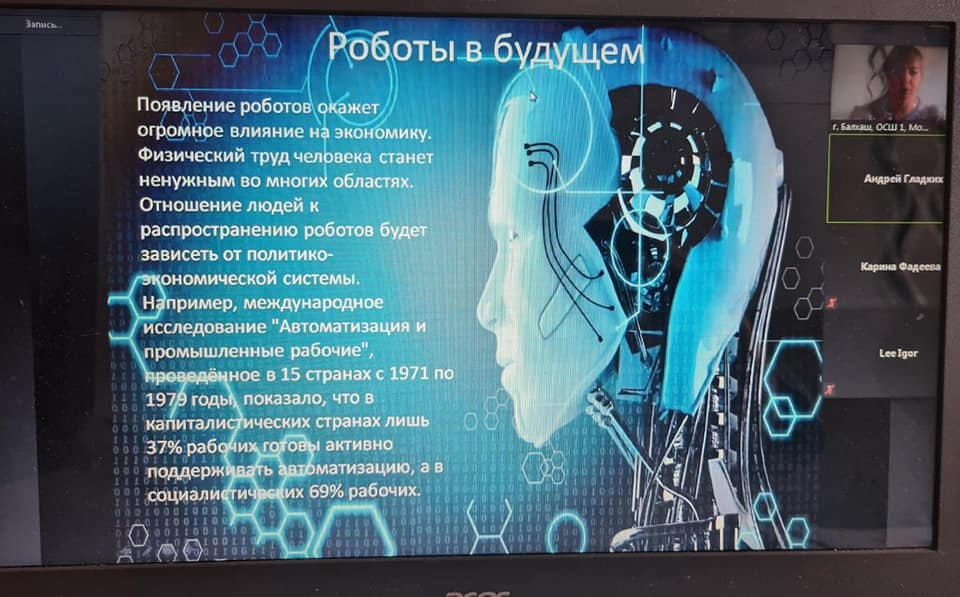 Запись...
Роботы в будущем
Появление роботов окажет
огромное влияние на экономику.
Физический труд человека станет
ненужным во многих областях.
Отношение людей к
распространению роботов будет
зависеть от политико-
экономической системы.
Например, международное
исследование "Автоматизация и
промышленные рабочие",
проведённое в 15 странах с 1971 по
1979 годы, показало, что в
капиталистических странах лишь
37% рабочих готовы активно
поддерживать автоматизацию, а в
социалистических 69% рабочих.
г. Балхаш, ОСШ 1, Мо...
Андрей Гладких
Карина Фадеева
Lee Igor
acer